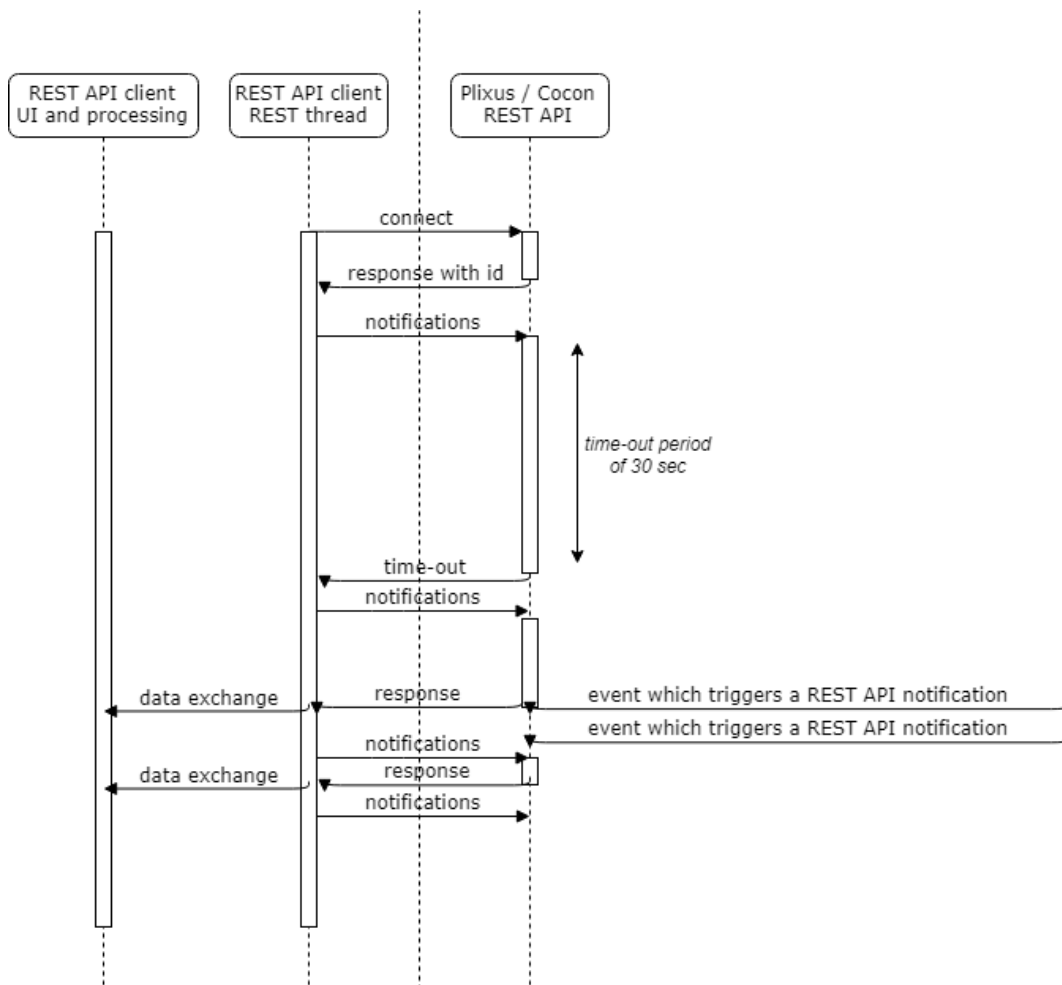 REST API client
UI and processing
REST API client
REST thread
Plixus / Cocon
REST API
connect
response with id
notifications
time-out period
of 30 sec
time-out
notifications
data exchange
response
event which triggers a REST API notification
event which triggers a REST API notification
notifications
data exchange
response
notifications